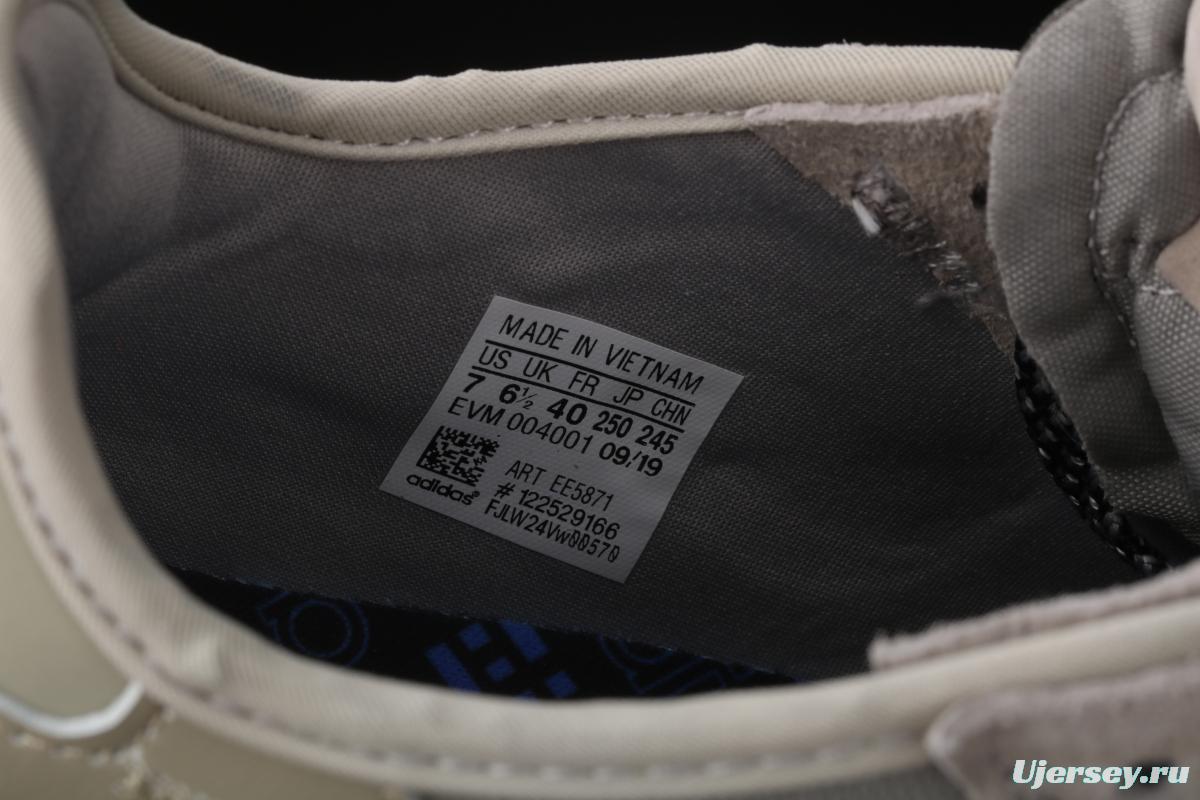 MADE IN VIETNAM
US UK FR JP CHN
7 6½ 40 250 245
EVM 004001 09/19
ART EE5871
# 122529166
adidas®
FJLW24Vw00570
Ujersey.ru